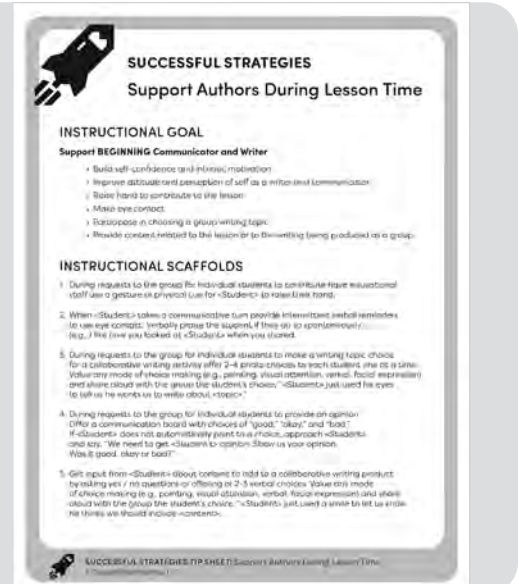 SUCCESSFUL STRATEGIES
Support Authors During Lesson Time
INSTRUCTIONAL GOAL
Support BEGINNING Communicator and Writer
• Build self-confidence and intrinsic motivation
• Improve attitude and perception of self as a writer and communicator
• Raise hand to contribute to the lesson
• Make eye contact
• Participate in choosing a group writing topic
• Provide content related to the lesson or to the writing being produced as a group
INSTRUCTIONAL SCAFFOLDS
1. During requests to the group for individual students to contribute have educational
staff use a gesture or physical cue for <Student> to raise their hand.
2. When <Student> takes a communicative turn provide intermittent verbal reminders
to use eye contact. Verbally praise the student if they do so spontaneously
(e.g., I like how you looked at <Student> when you shared.
3. During requests to the group for individual students to make a writing topic choice
for a collaborative writing activity offer 2-4 photo choices to each student one at a time.
Value any mode of choice making (e.g., pointing, visual attention, verbal, facial expression)
and share aloud with the group the student's choice, "<Student> just used his eyes
to tell us he wants us to write about <topic>."
4. During requests to the group for individual students to provide an opinion
Offer a communication board with choices of "good," "okay," and "bad."
If <Student> does not automatically point to a choice, approach <Student>
and say, "We need to get <Student's> opinion. Show us your opinion.
Was it good, okay or bad?"
5. Get input from <Student> about content to add to a collaborative writing product
by asking yes / no questions or offering 2-3 verbal choices. Value any mode
of choice making (e.g., pointing, visual attention, verbal, facial expression) and share
aloud with the group the student's choice. "<Student> just used a smile to let us know
he thinks we should include <content>.
SUCCESSFUL STRATEGIES TIP SHEET: Support Authors During Lesson Time